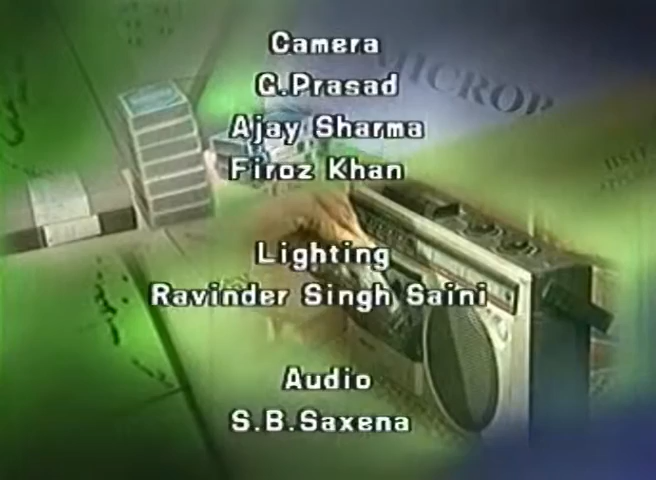 Camera
G.Prasad
Ajay Sharma
Firoz Khan
Lighting
Ravinder Singh Saini
Audio
S.B.Saxena